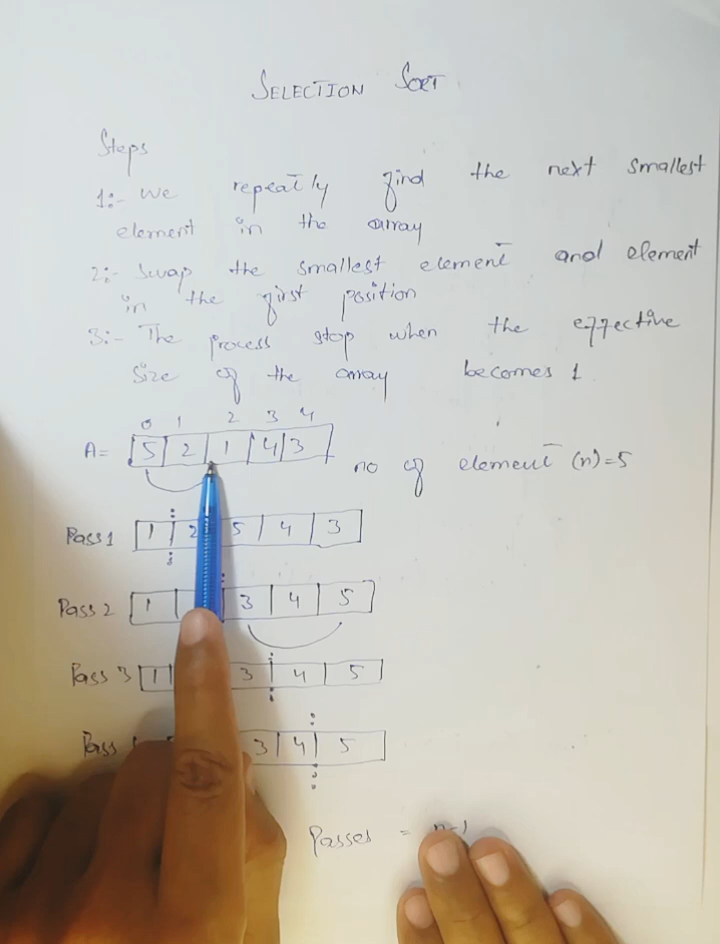 SELECTION SORT
Steps
1:- We repeatly find the next smallest
element in the array
2:- Swap the smallest element and element
in the first position
3:- The process stop when the effective
size of the array becomes 1
0 1 2 3 4
A= 5 2 1 4 3
no of element (n)=5
Pass 1 1 2 5 4 3
Pass 2 1 3 4 5
Pass 3 1 3 4 5
Pass 3 4 5
Passes = n-1